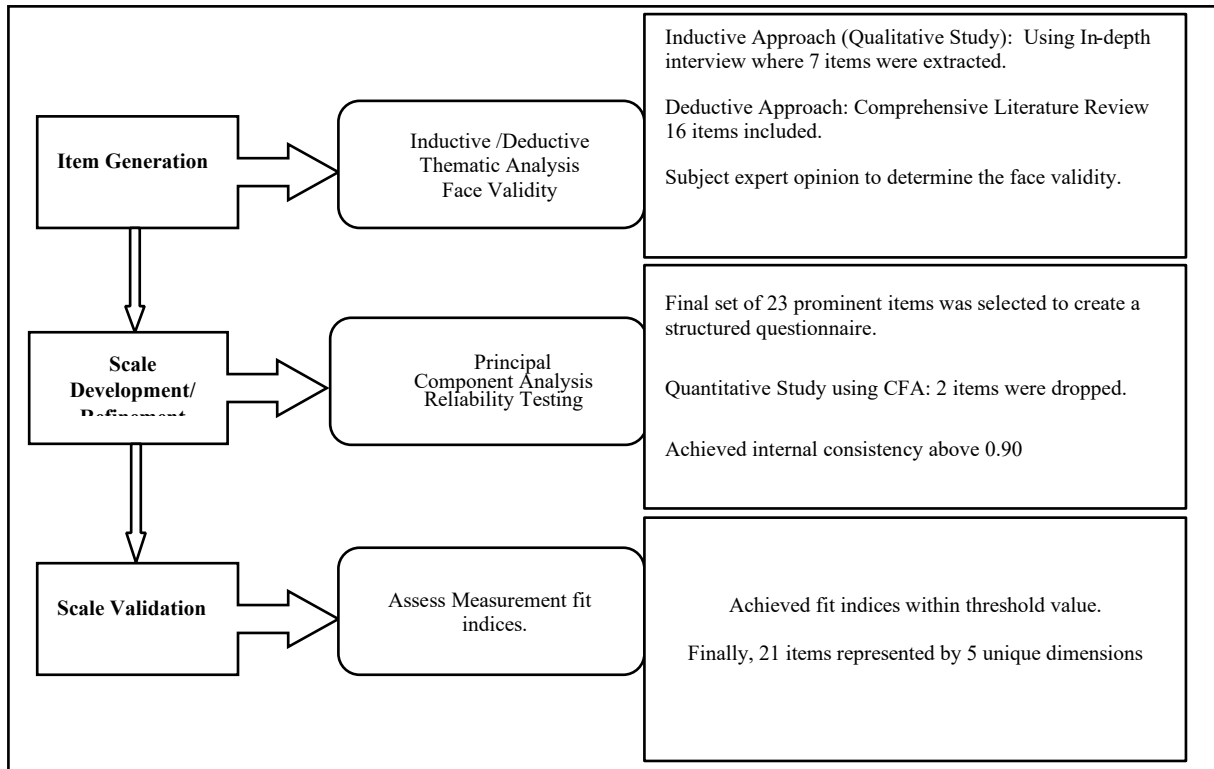 Item Generation
Inductive /Deductive
Thematic Analysis
Face Validity
Inductive Approach (Qualitative Study):  Using In-depth
interview where 7 items were extracted.
Deductive Approach: Comprehensive Literature Review
16 items included.
Subject expert opinion to determine the face validity.
Scale
Development/
Refinement
Principal
Component Analysis
Reliability Testing
Final set of 23 prominent items was selected to create a
structured questionnaire.
Quantitative Study using CFA: 2 items were dropped.
Achieved internal consistency above 0.90
Scale Validation
Assess Measurement fit
indices.
Achieved fit indices within threshold value.
Finally, 21 items represented by 5 unique dimensions